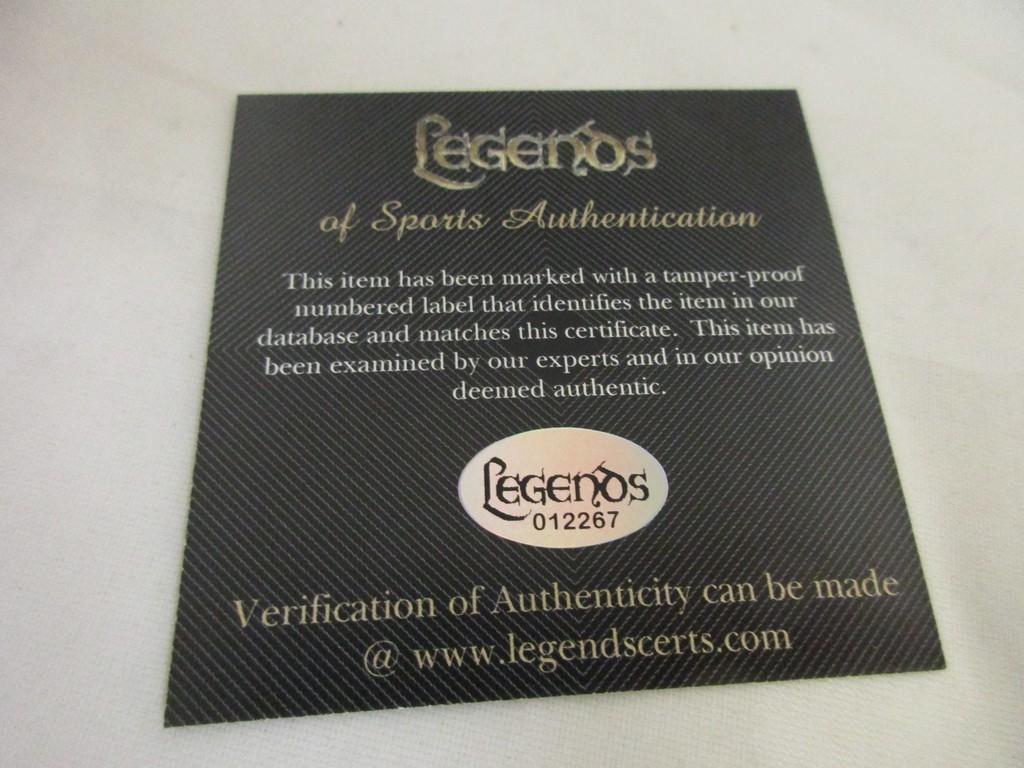 Legends
of Sports Authentication
This item has been marked with a tamper-proof
numbered label that identifies the item in our
database and matches this certificate. This item has
been examined by our experts and in our opinion
deemed authentic.
Legends
012267
Verification of Authenticity can be made
@ www.legendscerts.com